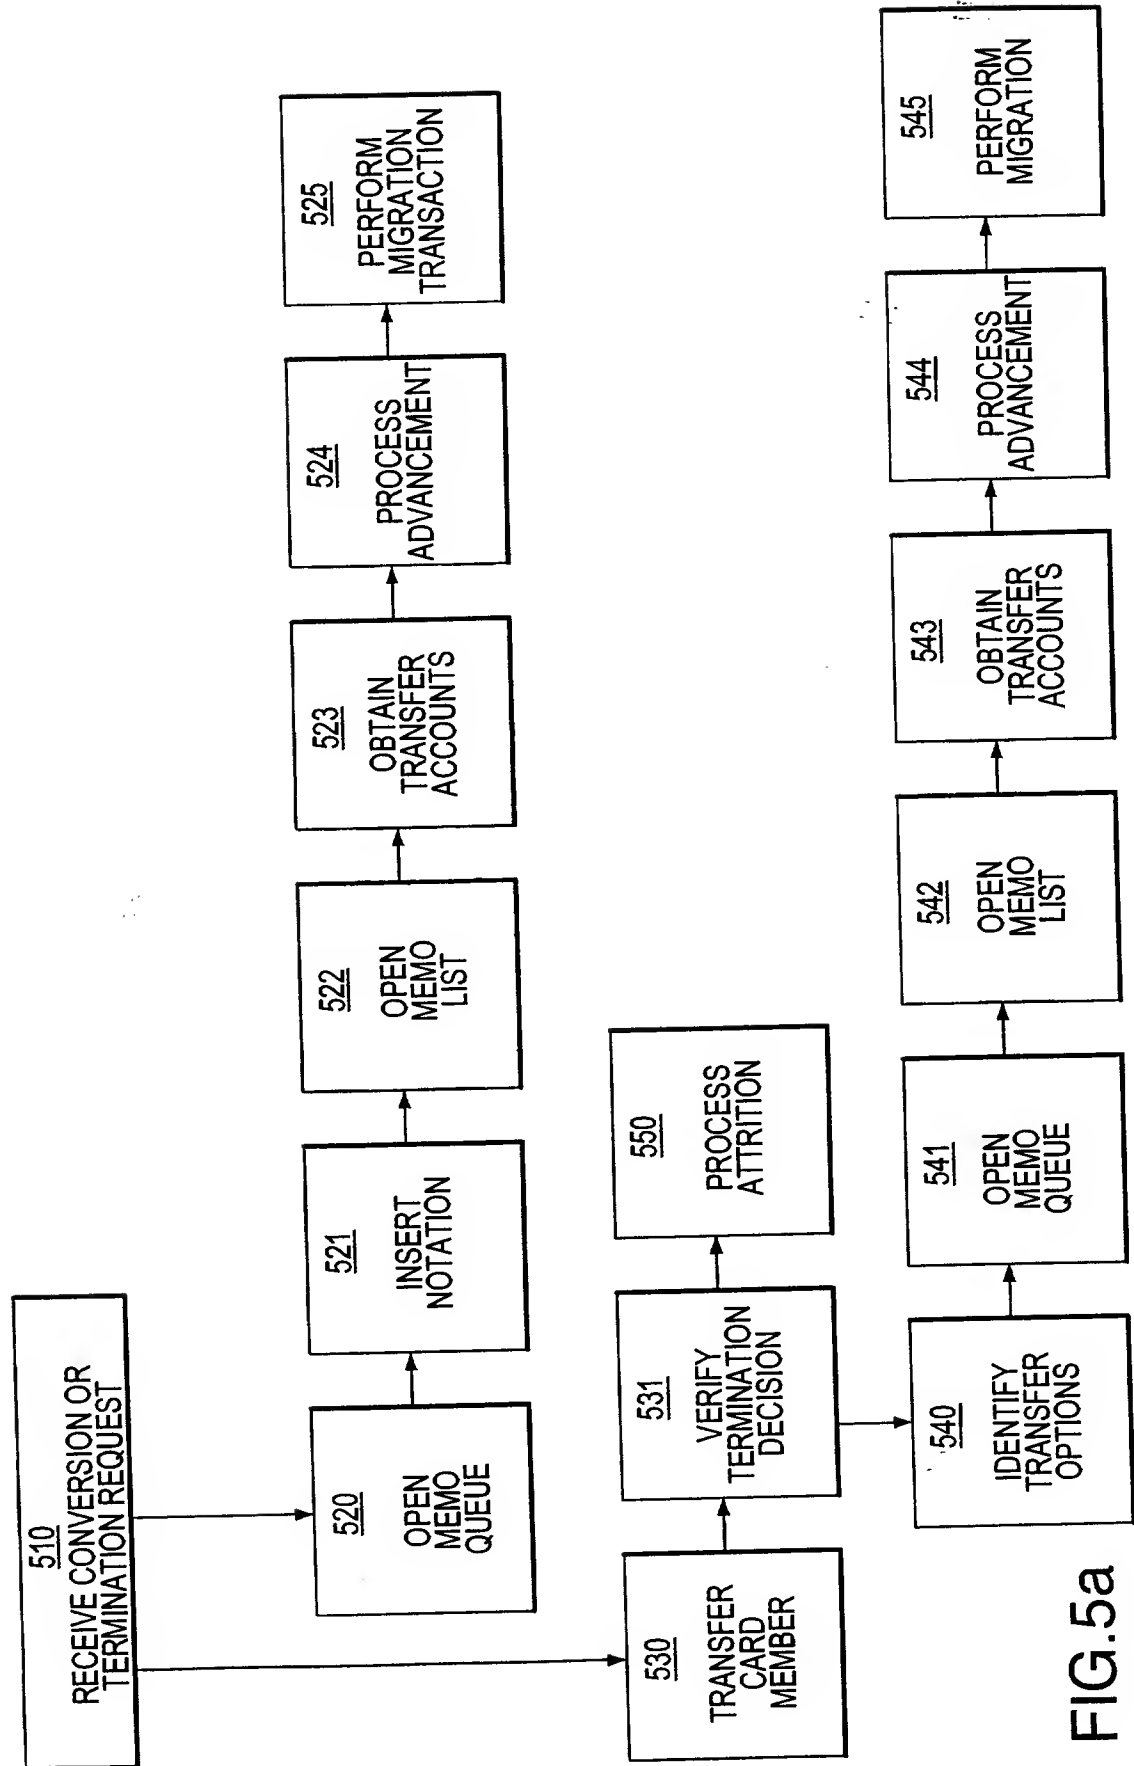 510
RECEIVE CONVERSION OR
TERMINATION REQUEST
520
OPEN
MEMO
QUEUE
521
INSERT
NOTATION
522
OPEN
MEMO
LIST
523
OBTAIN
TRANSFER
ACCOUNTS
524
PROCESS
ADVANCEMENT
525
PERFORM
MIGRATION
TRANSACTION
530
TRANSFER
CARD
MEMBER
531
VERIFY
TERMINATION
DECISION
550
PROCESS
ATTRITION
540
IDENTIFY
TRANSFER
OPTIONS
541
OPEN
MEMO
QUEUE
542
OPEN
MEMO
LIST
543
OBTAIN
TRANSFER
ACCOUNTS
544
PROCESS
ADVANCEMENT
545
PERFORM
MIGRATION
FIG.5a